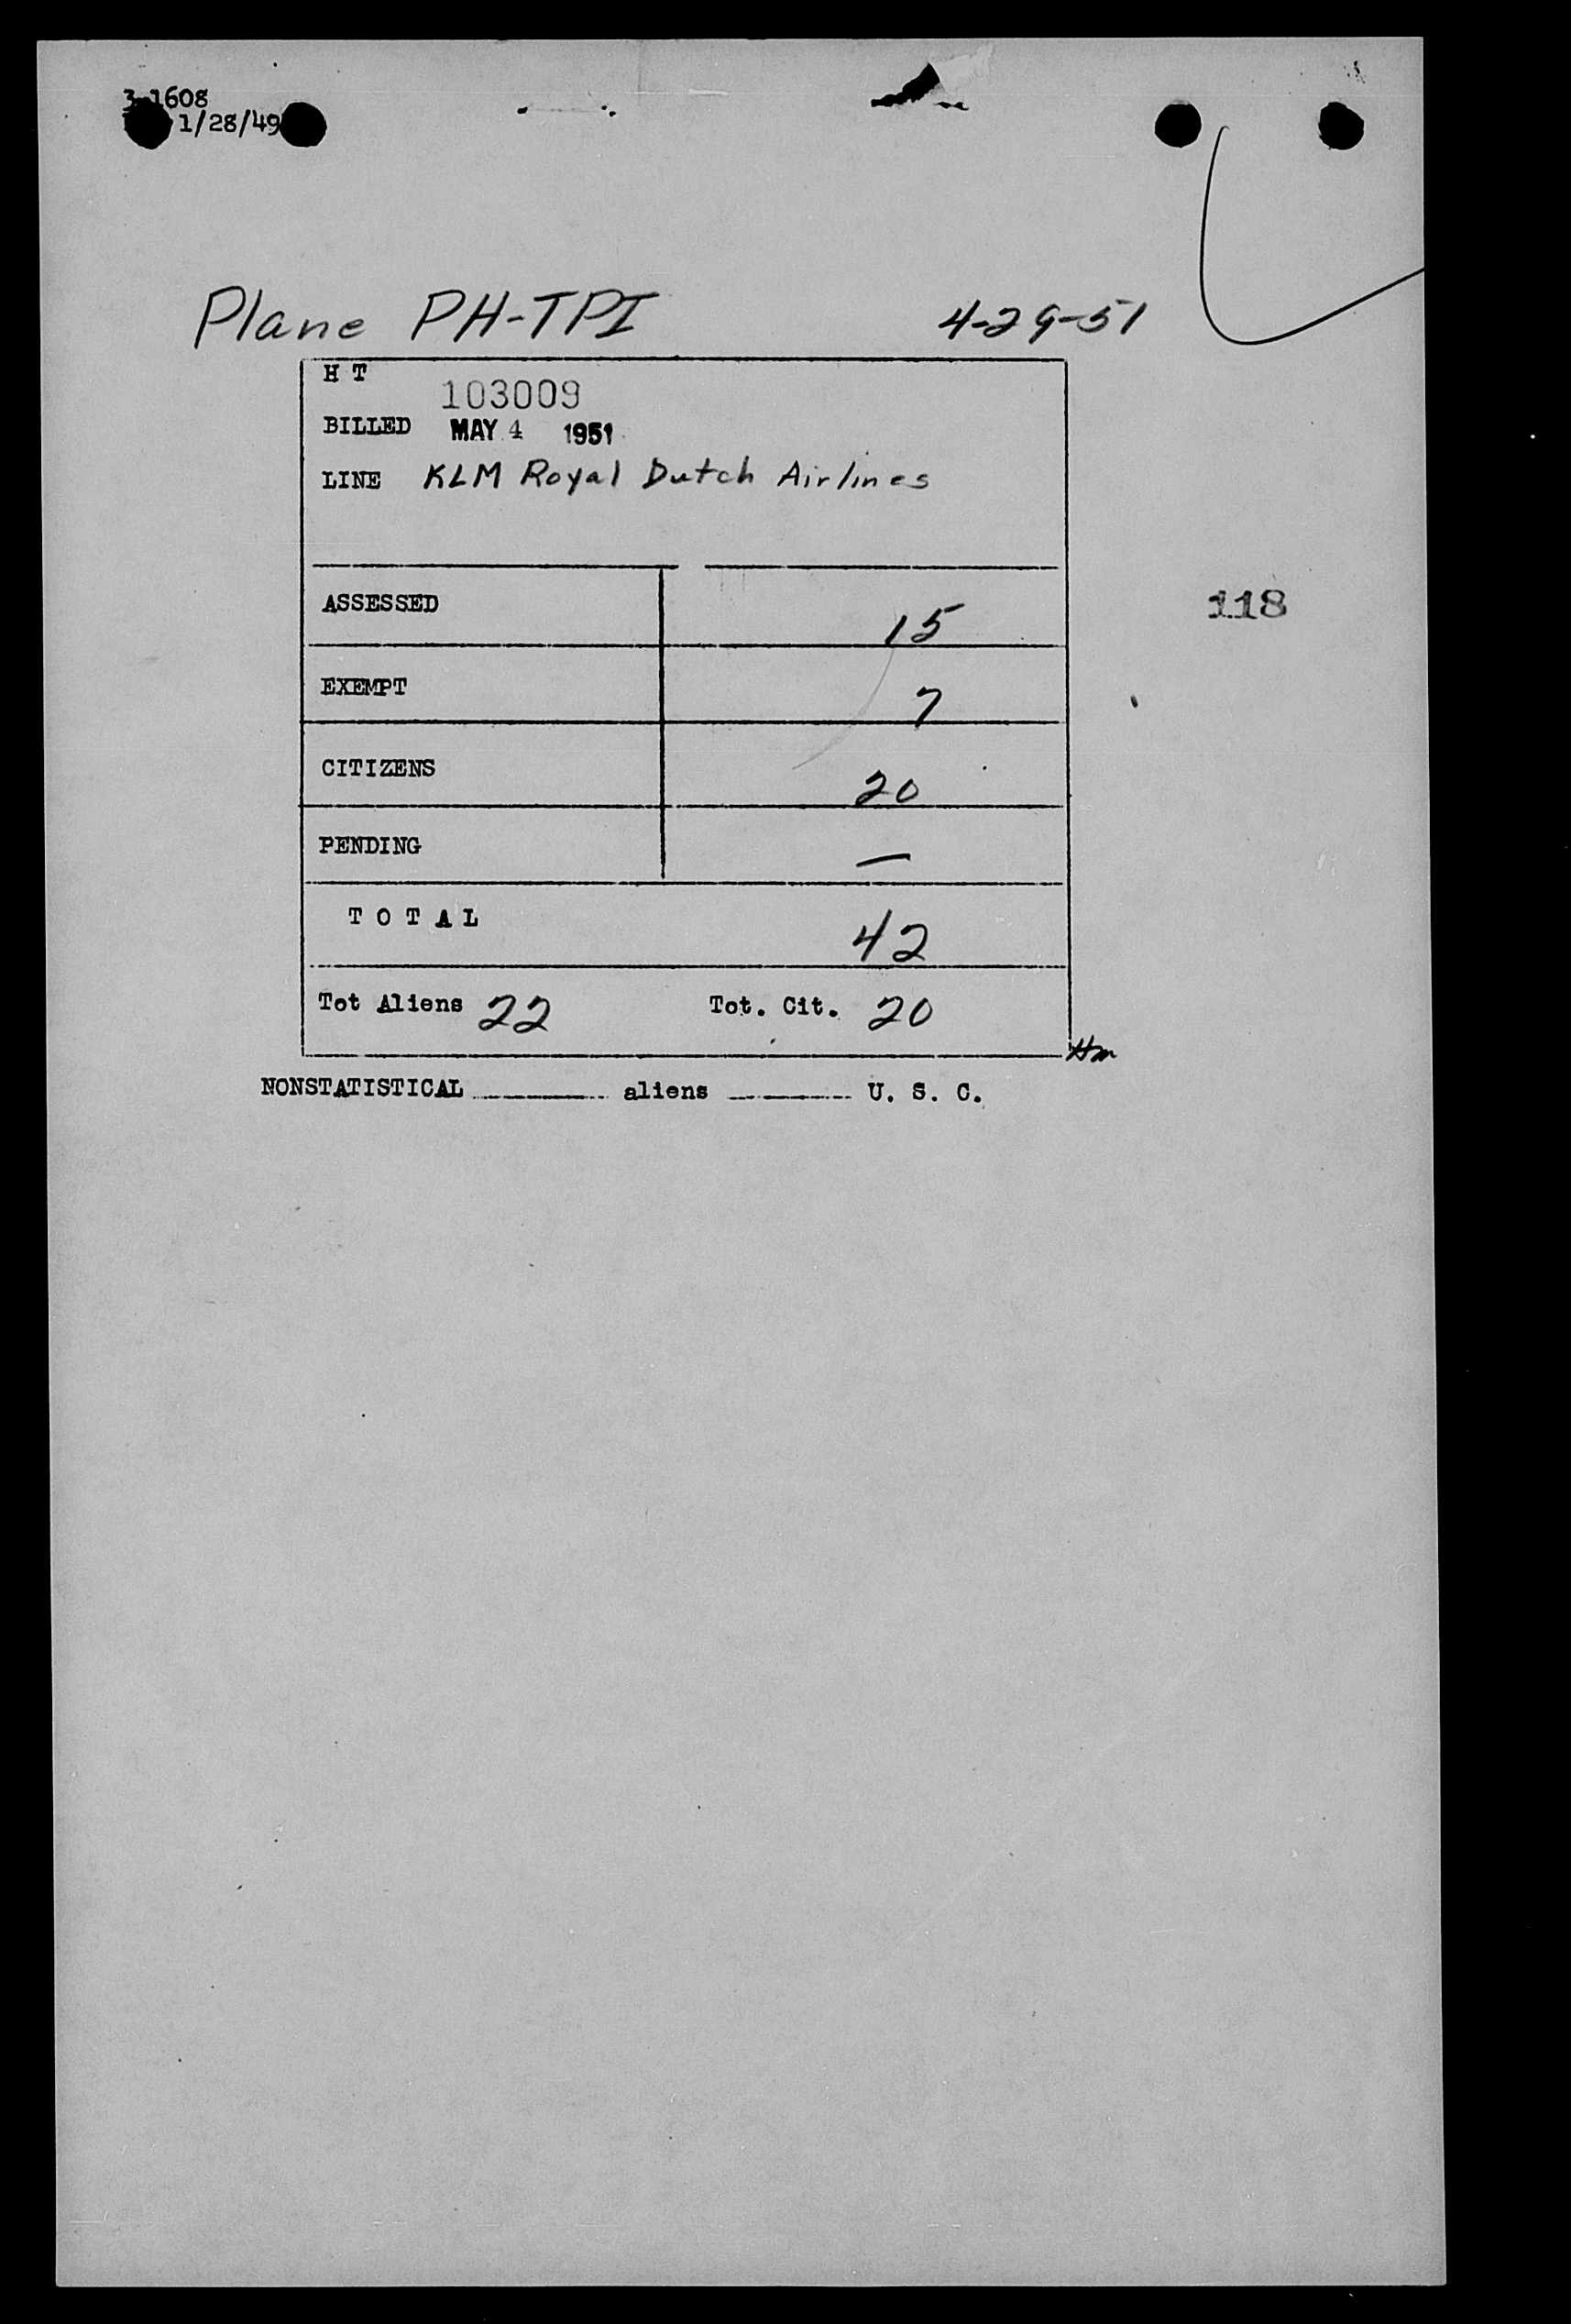 3-1608
1/28/49
Plane PH-TPI 4-29-51
H T
103009
BILLED MAY 4 1951
LINE KLM Royal Dutch Airlines
ASSESSED 15
118
EXEMPT 7
CITIZENS 20
PENDING —
T O T A L 42
Tot Aliens 22 Tot. Cit. 20
NONSTATISTICAL ________ aliens ________ U. S. C.